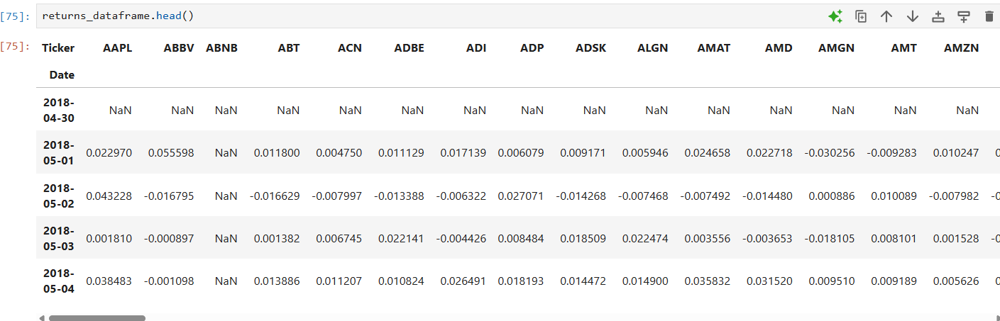 [75]: returns_dataframe.head()
[75]: Ticker AAPL ABBV ABNB ABT ACN ADBE ADI ADP ADSK ALGN AMAT AMD AMGN AMT AMZN
Date
2018-
04-30 NaN NaN NaN NaN NaN NaN NaN NaN NaN NaN NaN NaN NaN NaN NaN
2018-
05-01 0.022970 0.055598 NaN 0.011800 0.004750 0.011129 0.017139 0.006079 0.009171 0.005946 0.024658 0.022718 -0.030256 -0.009283 0.010247 0
2018-
05-02 0.043228 -0.016795 NaN -0.016629 -0.007997 -0.013388 -0.006322 0.027071 -0.014268 -0.007468 -0.007492 -0.014480 0.000886 0.010089 -0.007982 -0
2018-
05-03 0.001810 -0.000897 NaN 0.001382 0.006745 0.022141 -0.004426 0.008484 0.018509 0.022474 0.003556 -0.003653 -0.018105 0.008101 0.001528 -0
2018-
05-04 0.038483 -0.001098 NaN 0.013886 0.011207 0.010824 0.026491 0.018193 0.014472 0.014900 0.035832 0.031520 0.009510 0.009189 0.005626 0